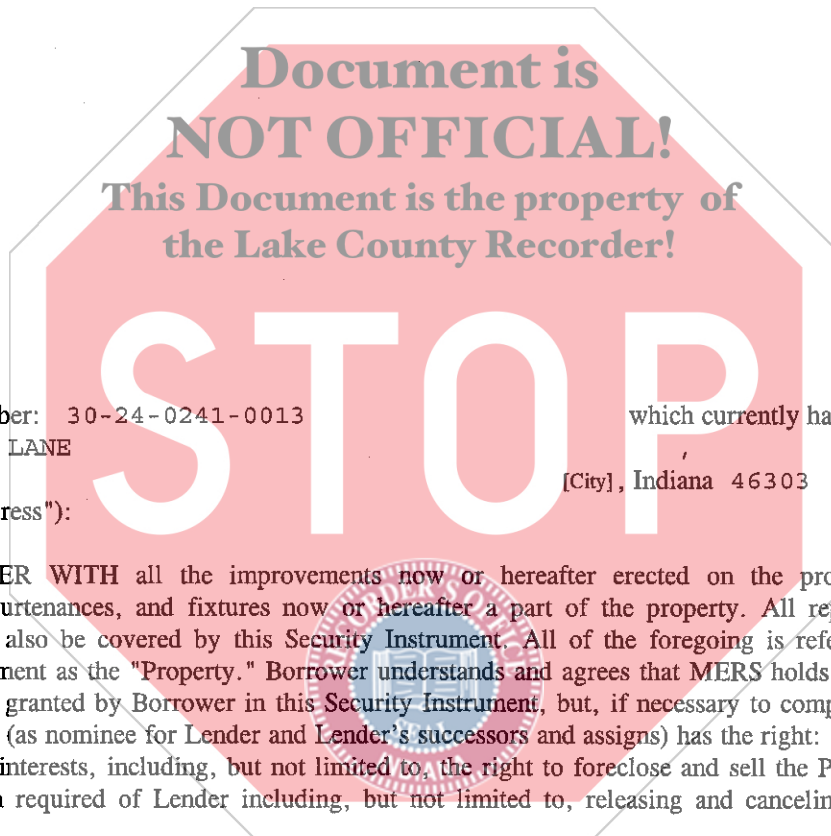 Document is
NOT OFFICIAL!
This Document is the property of
the Lake County Recorder!
STOP
ber: 30-24-0241-0013 which currently ha
LANE
[City], Indiana 46303
ress"):
ER WITH all the improvements now or hereafter erected on the pro
urtenances, and fixtures now or hereafter a part of the property. All rep
also be covered by this Security Instrument. All of the foregoing is refe
ment as the "Property." Borrower understands and agrees that MERS holds
granted by Borrower in this Security Instrument, but, if necessary to comp
(as nominee for Lender and Lender's successors and assigns) has the right:
interests, including, but not limited to, the right to foreclose and sell the P
n required of Lender including, but not limited to, releasing and cancelin
RECORDER'S OFFICE
SEAL